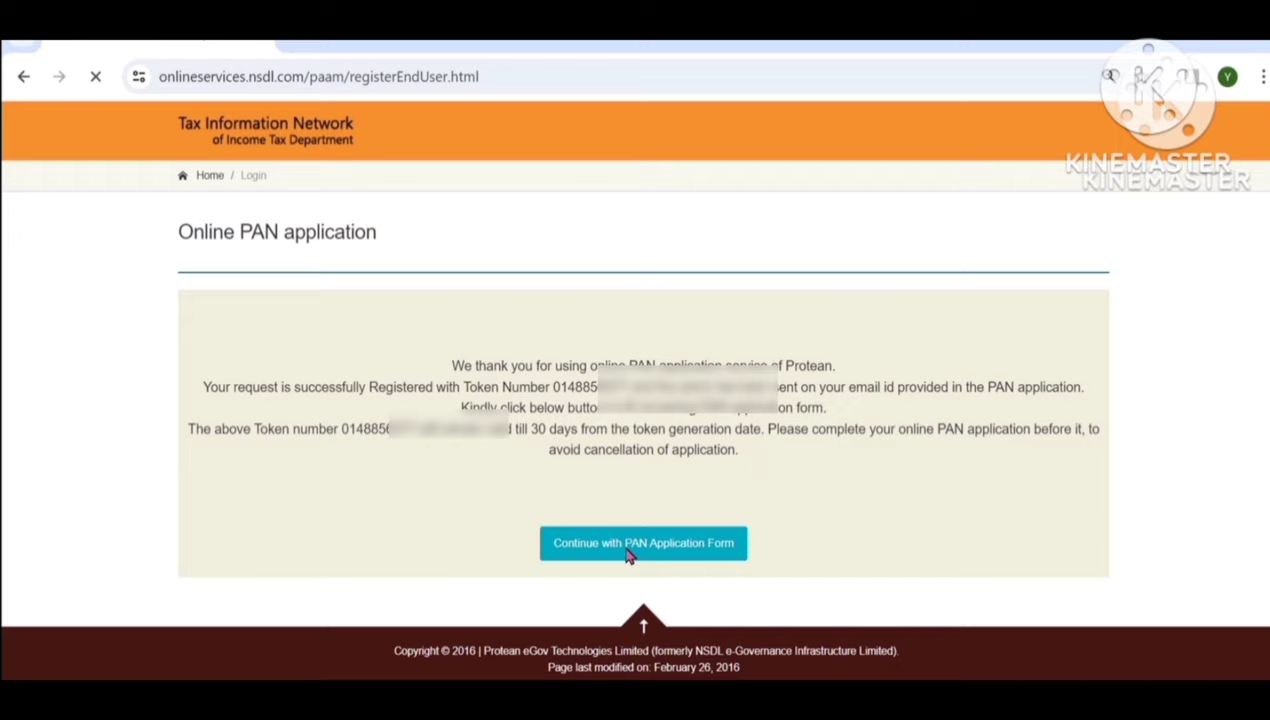 onlineservices.nsdl.com/paam/registerEndUser.html
Y
KINEMASTER
KINEMASTER
Tax Information Network
of Income Tax Department
Home / Login
Online PAN application
We thank you for using online PAN application service of Protean.
Your request is successfully Registered with Token Number 014885 sent on your email id provided in the PAN application.
Kindly click below button form.
The above Token number 014885 till 30 days from the token generation date. Please complete your online PAN application before it, to
avoid cancellation of application.
Continue with PAN Application Form
Copyright © 2016 | Protean eGov Technologies Limited (formerly NSDL e-Governance Infrastructure Limited).
Page last modified on: February 26, 2016